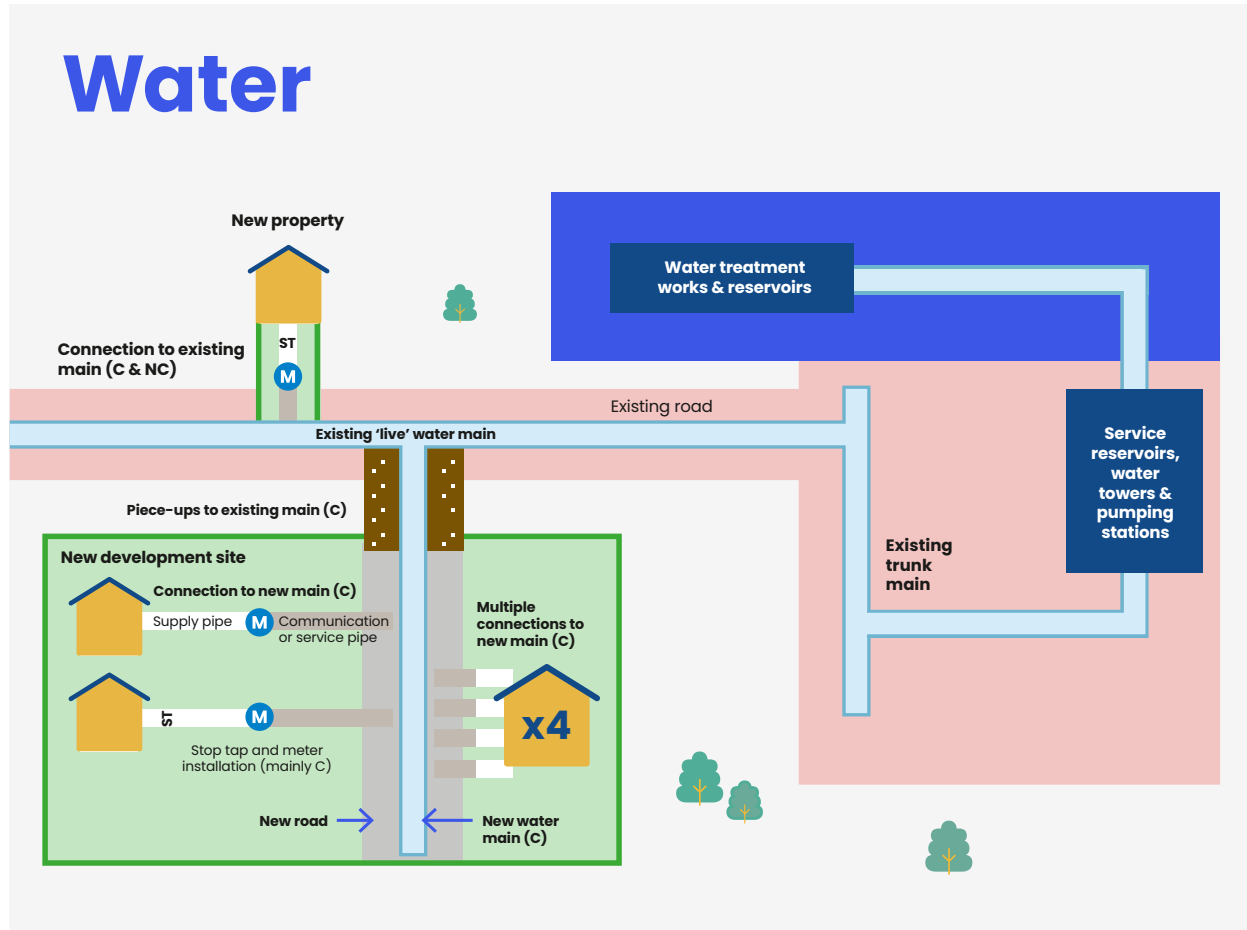 Water
New property
Water treatment
works & reservoirs
ST
Connection to existing
main (C & NC)
M
Existing road
Existing ‘live’ water main
Service
reservoirs,
water
towers &
pumping
stations
Piece-ups to existing main (C)
Existing
trunk
main
New development site
Connection to new main (C)
Supply pipe
M
Communication
or service pipe
Multiple
connections to
new main (C)
ST
M
x4
Stop tap and meter
installation (mainly C)
New road
New water
main (C)